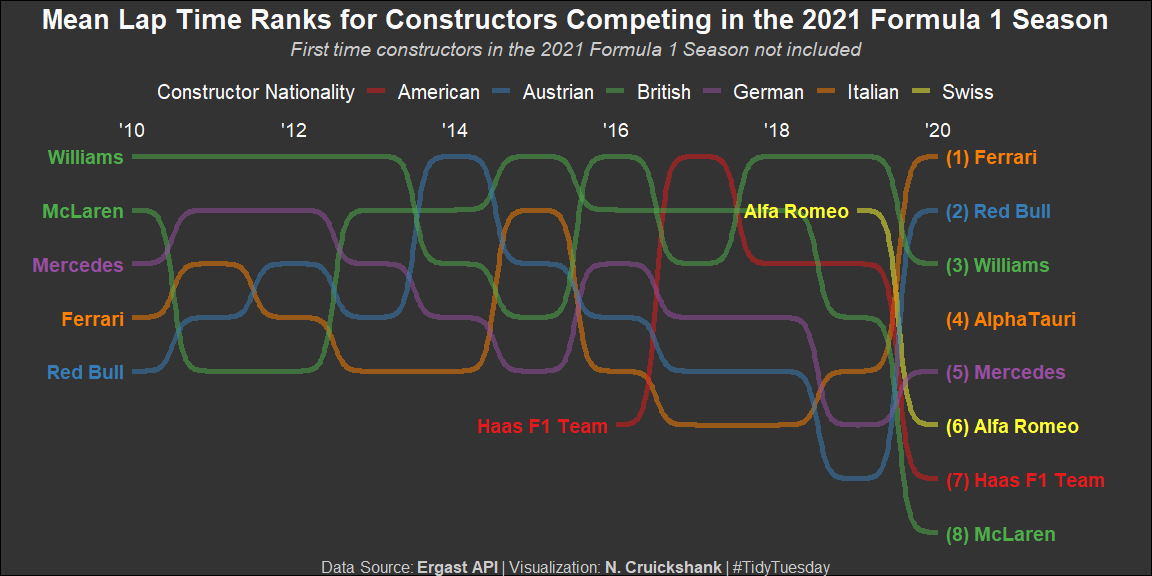 Mean Lap Time Ranks for Constructors Competing in the 2021 Formula 1 Season
First time constructors in the 2021 Formula 1 Season not included
Constructor Nationality American Austrian British German Italian Swiss
'10 '12 '14 '16 '18 '20
Williams (1) Ferrari
McLaren Alfa Romeo (2) Red Bull
Mercedes (3) Williams
Ferrari (4) AlphaTauri
Red Bull (5) Mercedes
Haas F1 Team (6) Alfa Romeo
(7) Haas F1 Team
(8) McLaren
Data Source: Ergast API | Visualization: N. Cruickshank | #TidyTuesday